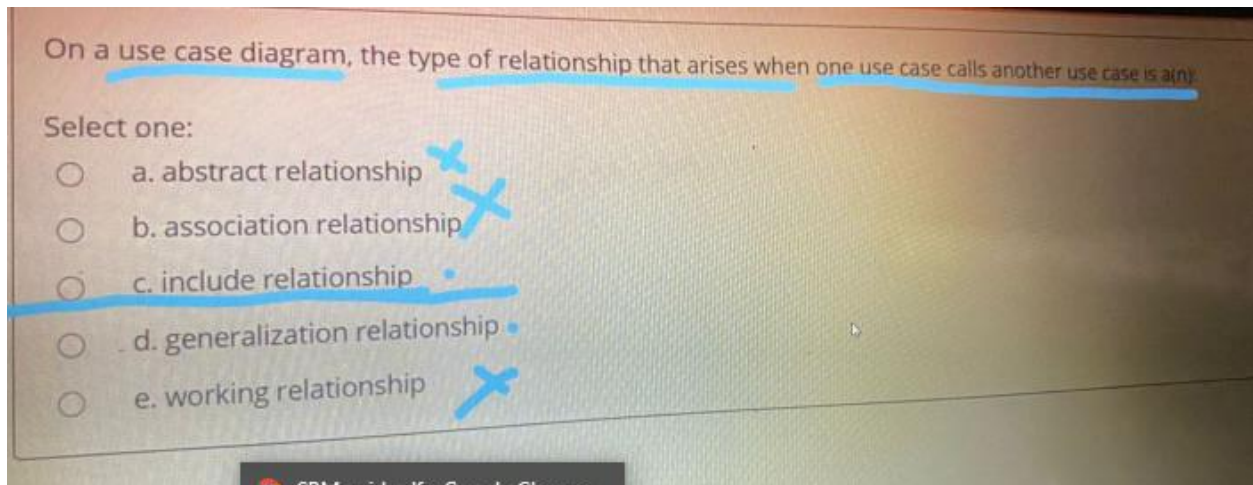 On a use case diagram, the type of relationship that arises when one use case calls another use case is a(n):
Select one:
a. abstract relationship
b. association relationship
c. include relationship
d. generalization relationship
e. working relationship